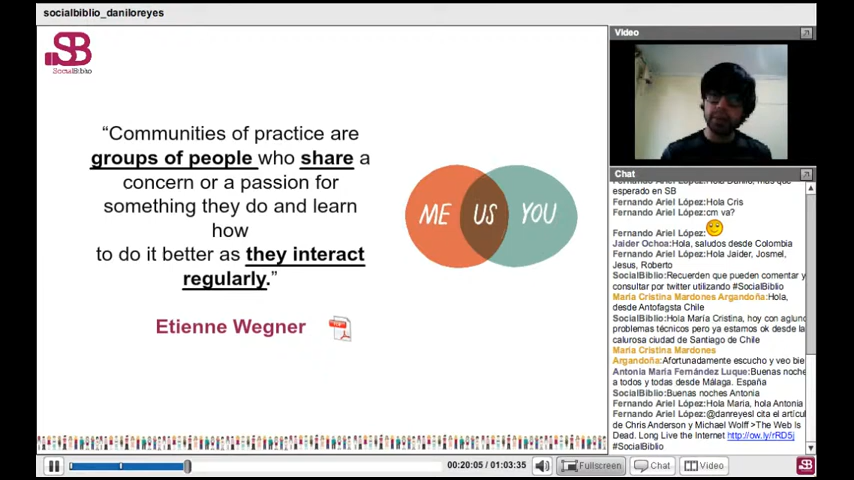 socialbiblio_daniloreyes
SB
SocialBiblio
“Communities of practice are
groups of people who share a
concern or a passion for
something they do and learn
how
to do it better as they interact
regularly.”
Etienne Wegner
ME US YOU
Video
Chat
esperado en SB
Fernando Ariel López:Hola Cris
Fernando Ariel López:cm va?
Fernando Ariel López:
Jaider Ochoa:Hola, saludos desde Colombia
Fernando Ariel López:Hola Jaider, Josmel,
Jesus, Roberto
SocialBiblio:Recuerden que pueden comentar y
consultar por twitter utilizando #SocialBiblio
María Cristina Mardones Argandoña:Hola,
desde Antofagsta Chile
SocialBiblio:Hola María Cristina, hoy con aglunc
problemas técnicos pero ya estamos ok desde la
calurosa ciudad de Santiago de Chile
María Cristina Mardones
Argandoña:Afortunadamente escucho y veo bie
Antonia María Fernández Luque:Buenas noche
a todos y todas desde Málaga. España
SocialBiblio:Buenas noches Antonia
Fernando Ariel López:Hola Maria, hola Antonia
Fernando Ariel López:@danreyesl cita el artícu
de Chris Anderson y Michael Wolff >The Web Is
Dead. Long Live the Internet http://ow.ly/rRD5j
#SocialBiblio
00:20:05 / 01:03:35
Fullscreen
Chat
Video